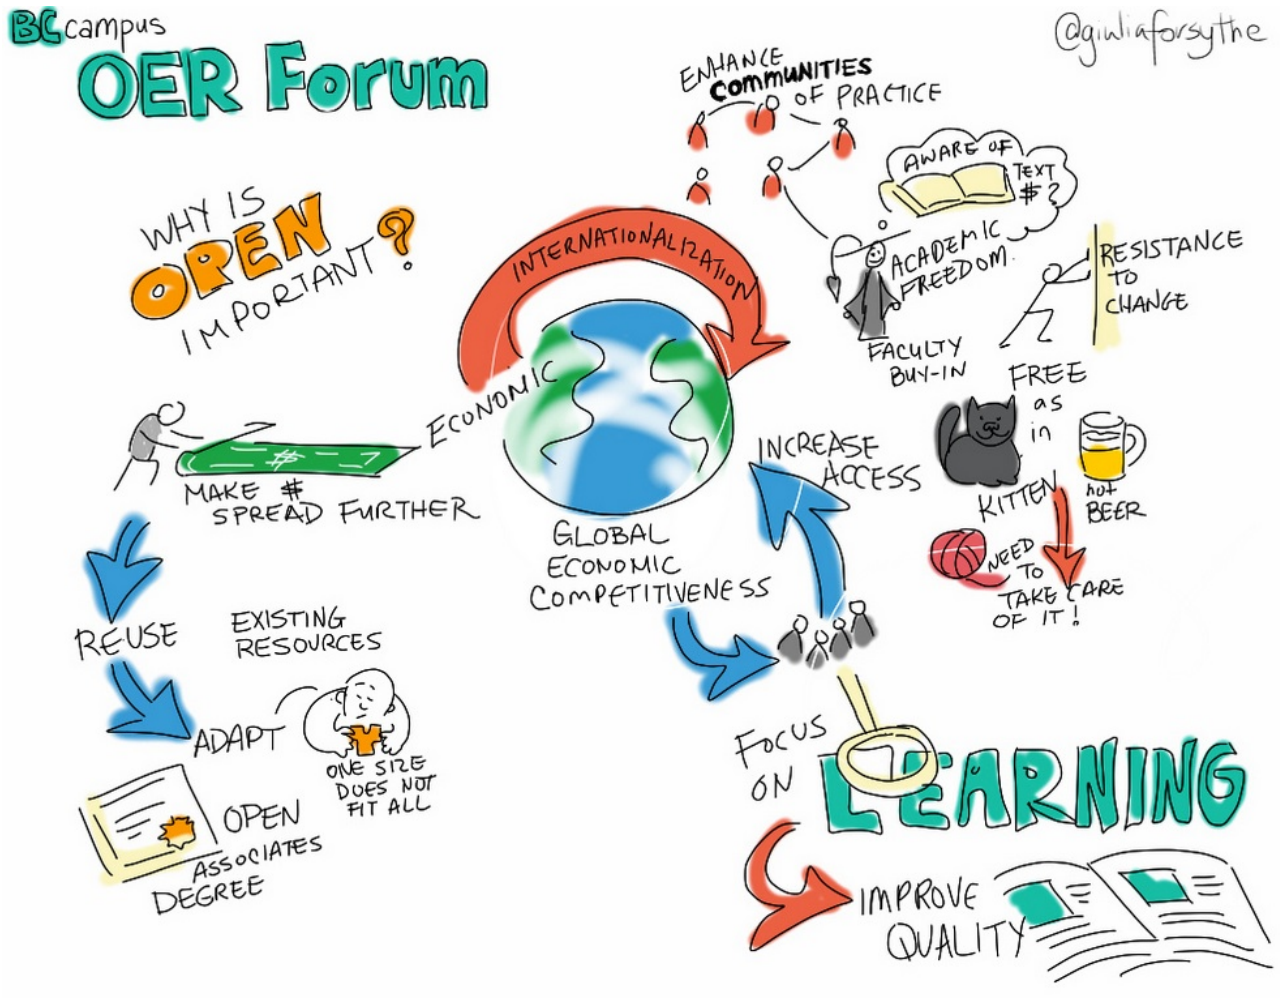 BCcampus
OER Forum
@giuliaforsythe
WHY IS
OPEN
IMPORTANT?
ENHANCE
COMMUNITIES
OF PRACTICE
AWARE OF
TEXT
$?
ACADEMIC
FREEDOM.
FACULTY
BUY-IN
RESISTANCE
TO
CHANGE
INTERNATIONALIZATION
ECONOMIC
$
MAKE $
SPREAD FURTHER
REUSE
EXISTING
RESOURCES
ADAPT
ONE SIZE
DOES NOT
FIT ALL
OPEN
ASSOCIATES
DEGREE
GLOBAL
ECONOMIC
COMPETITIVENESS
INCREASE
ACCESS
FREE
as
in
KITTEN
not
BEER
NEED
TO
TAKE CARE
OF IT!
FOCUS
ON
LEARNING
IMPROVE
QUALITY